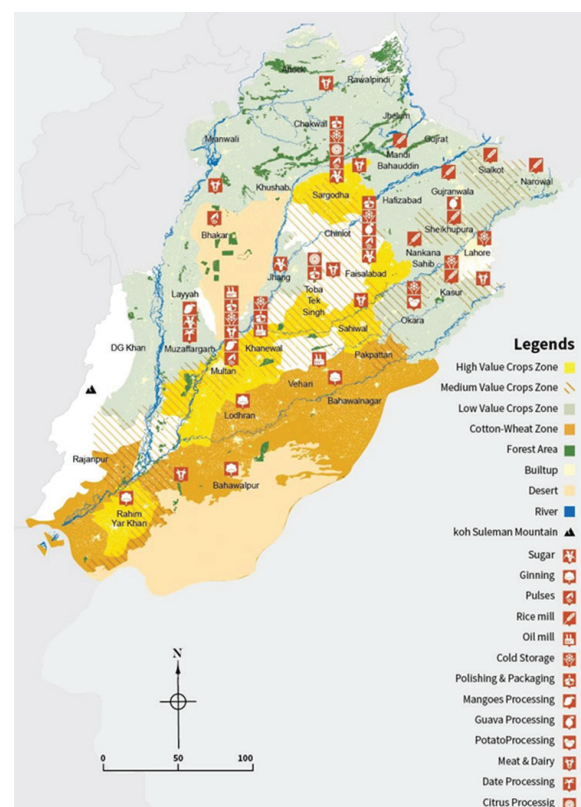 Attock
Rawalpindi
Chakwal
Jhelum
Mianwali
Gujrat
Mandi
Bahauddin
Sialkot
Narowal
Khushab
Sargodha
Hafizabad
Gujranwala
Bhakar
Chiniot
Sheikhupura
Nankana
Sahib
Lahore
Jhang
Faisalabad
Toba
Tek
Singh
Kasur
Layyah
Okara
Sahiwal
DG Khan
Muzaffargarh
Khanewal
Multan
Pakpattan
Vehari
Lodhran
Bahawalnagar
Rajanpur
Bahawalpur
Rahim
Yar Khan
Legends
High Value Crops Zone
Medium Value Crops Zone
Low Value Crops Zone
Cotton-Wheat Zone
Forest Area
Builtup
Desert
River
koh Suleman Mountain
Sugar
Ginning
Pulses
Rice mill
Oil mill
Cold Storage
Polishing & Packaging
Mangoes Processing
Guava Processing
PotatoProcessing
Meat & Dairy
Date Processing
Citrus Processig
N
0 50 100